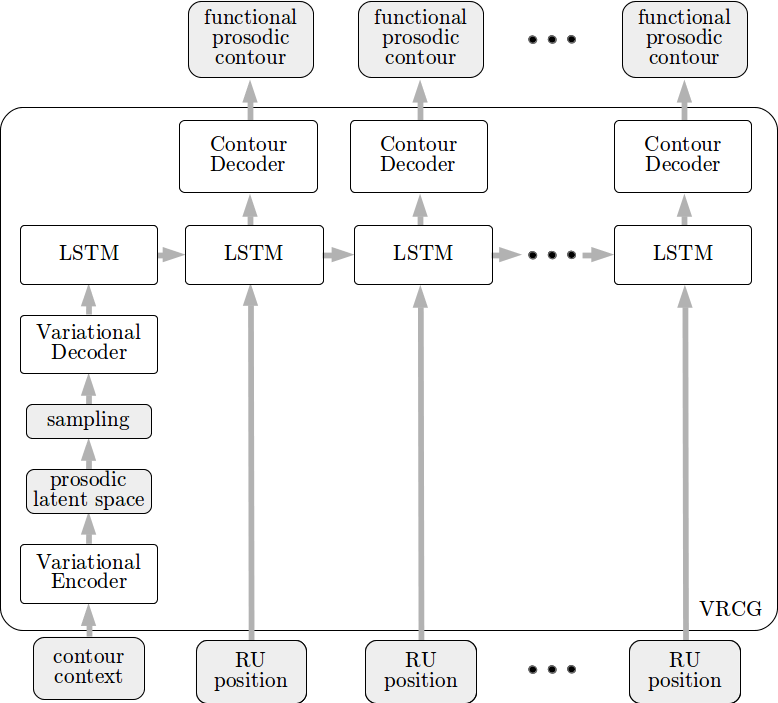 functional
prosodic
contour
functional
prosodic
contour
functional
prosodic
contour
Contour
Decoder
Contour
Decoder
Contour
Decoder
LSTM
LSTM
LSTM
LSTM
Variational
Decoder
sampling
prosodic
latent space
Variational
Encoder
VRCG
contour
context
RU
position
RU
position
RU
position